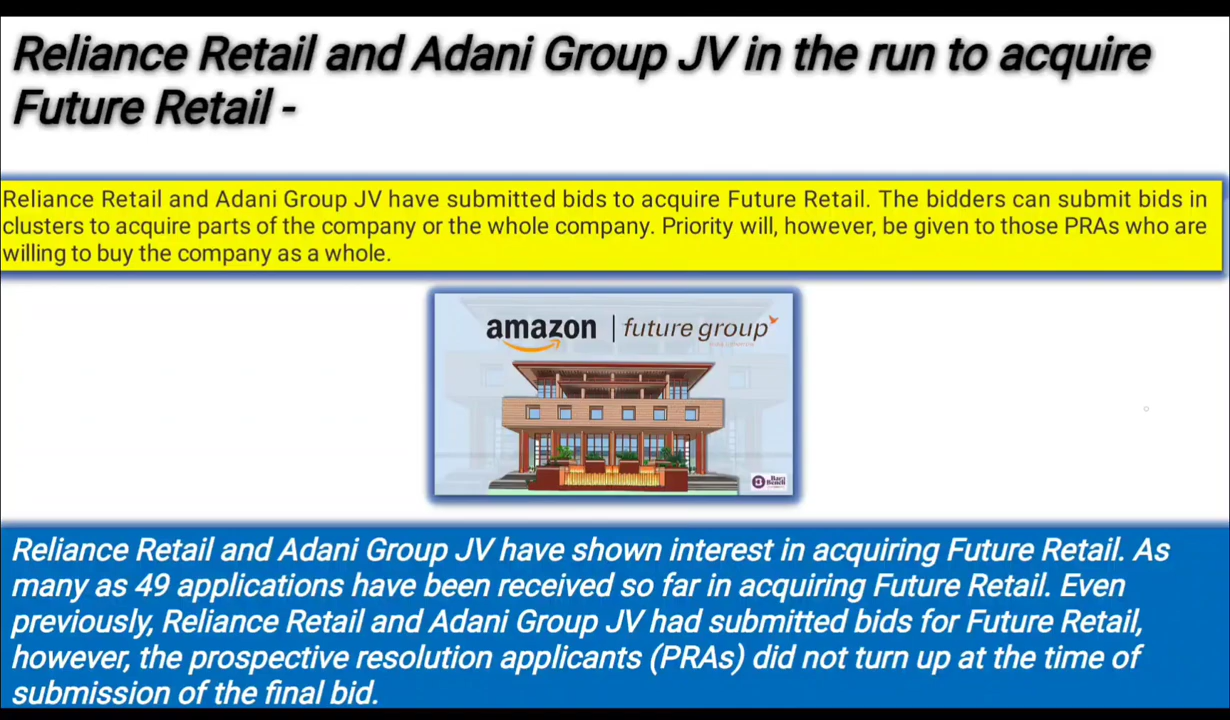 Reliance Retail and Adani Group JV in the run to acquire
Future Retail -
Reliance Retail and Adani Group JV have submitted bids to acquire Future Retail. The bidders can submit bids in
clusters to acquire parts of the company or the whole company. Priority will, however, be given to those PRAs who are
willing to buy the company as a whole.
amazon | future group
Bar & Bench
Reliance Retail and Adani Group JV have shown interest in acquiring Future Retail. As
many as 49 applications have been received so far in acquiring Future Retail. Even
previously, Reliance Retail and Adani Group JV had submitted bids for Future Retail,
however, the prospective resolution applicants (PRAs) did not turn up at the time of
submission of the final bid.